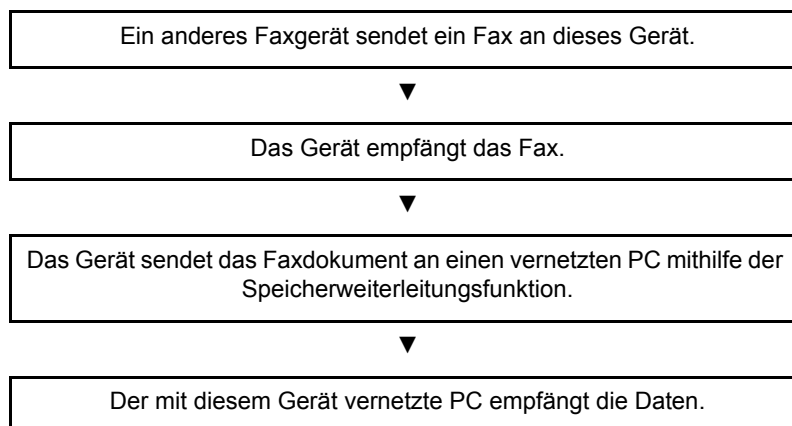 Ein anderes Faxgerät sendet ein Fax an dieses Gerät.
▼
Das Gerät empfängt das Fax.
▼
Das Gerät sendet das Faxdokument an einen vernetzten PC mithilfe der
Speicherweiterleitungsfunktion.
▼
Der mit diesem Gerät vernetzte PC empfängt die Daten.